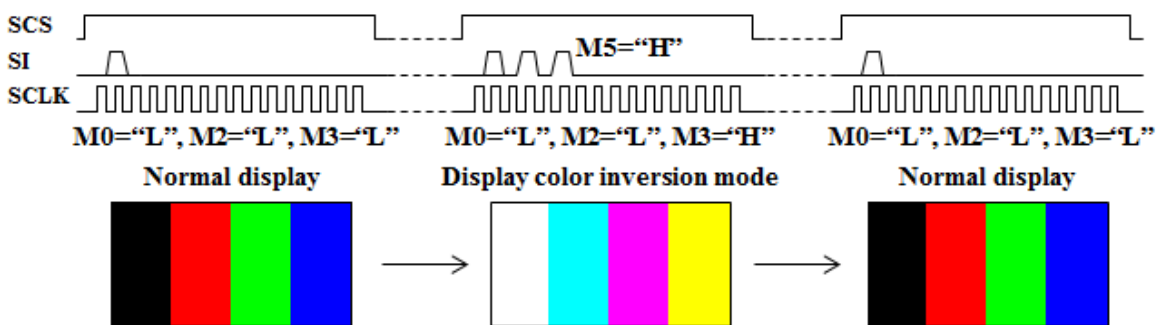 SCS
SI
M5=“H”
SCLK
M0=“L”, M2=“L”, M3=“L”
M0=“L”, M2=“L”, M3=“H”
M0=“L”, M2=“L”, M3=“L”
Normal display
Display color inversion mode
Normal display